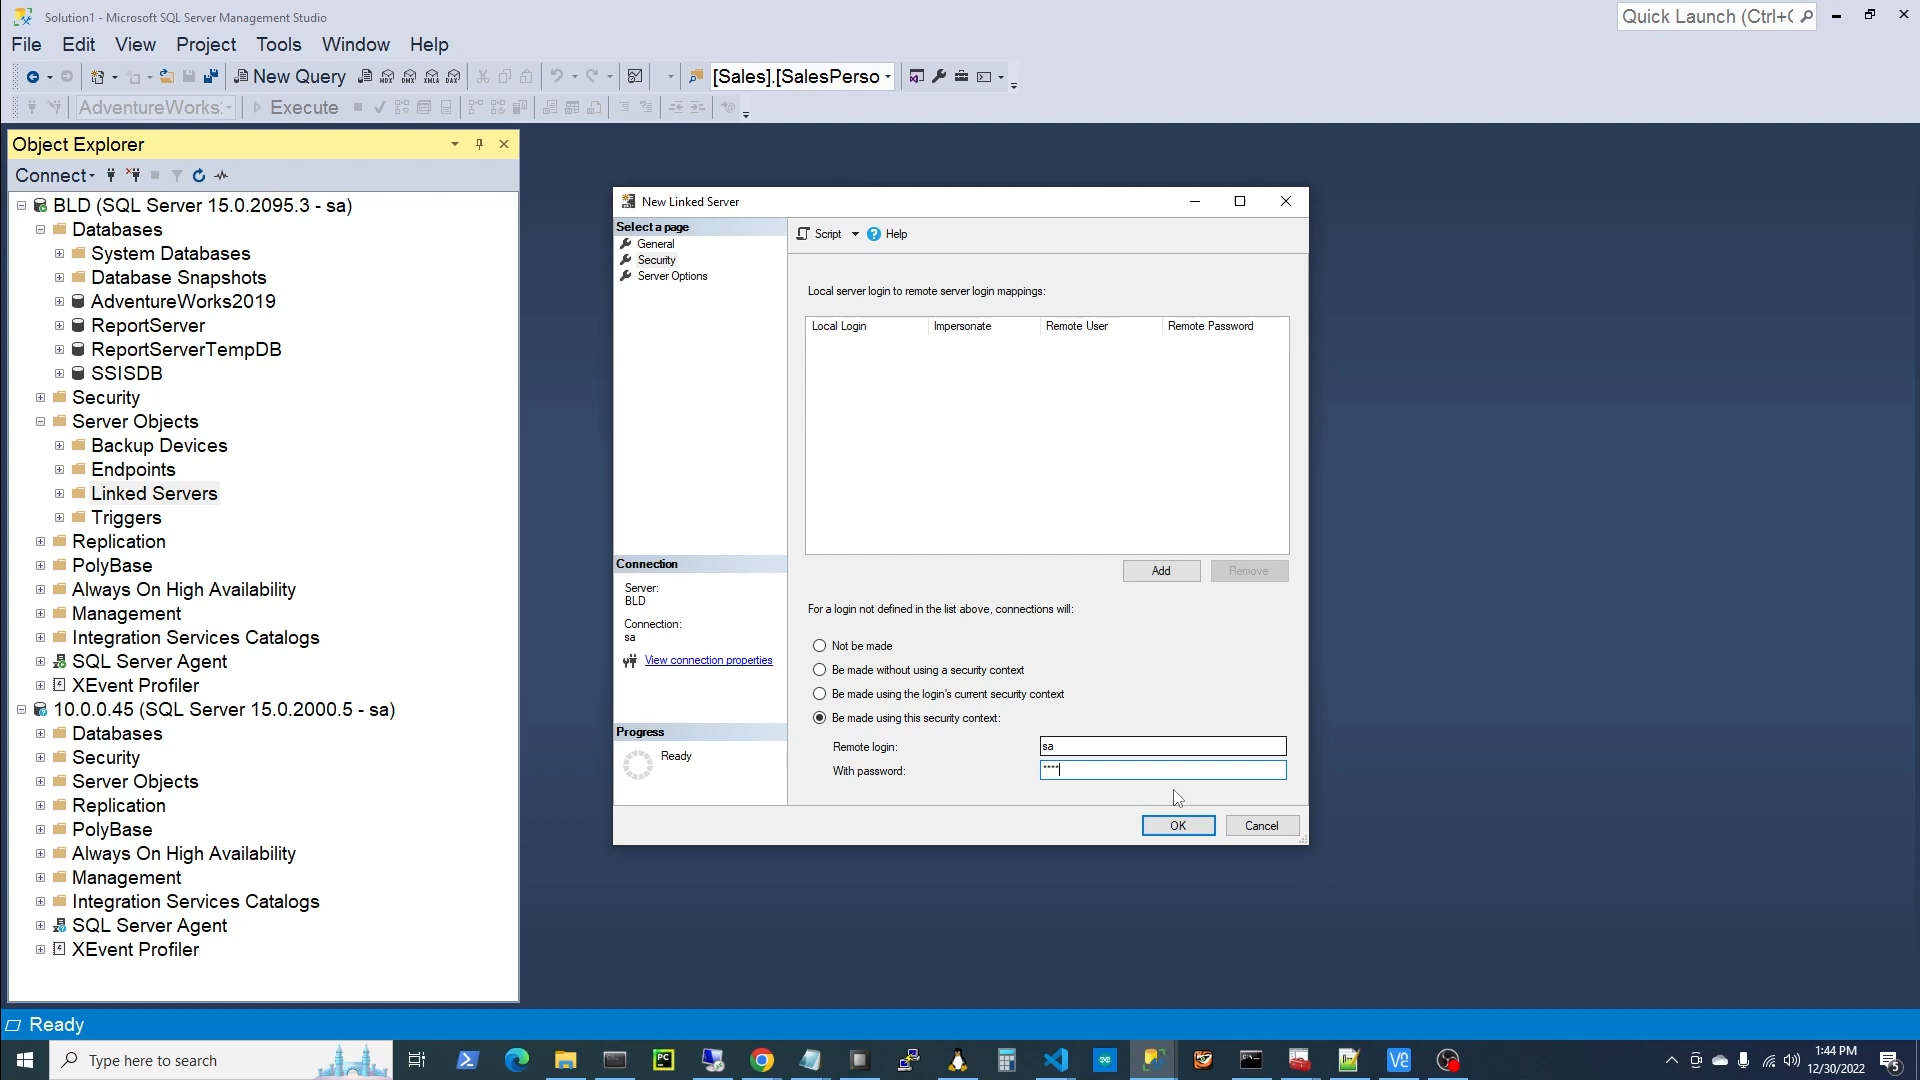 Solution1 - Microsoft SQL Server Management Studio
Quick Launch (Ctrl+
File Edit View Project Tools Window Help
New Query
[Sales].[SalesPerso
AdventureWorks
Execute
Object Explorer
Connect
BLD (SQL Server 15.0.2095.3 - sa)
Databases
System Databases
Database Snapshots
AdventureWorks2019
ReportServer
ReportServerTempDB
SSISDB
Security
Server Objects
Backup Devices
Endpoints
Linked Servers
Triggers
Replication
PolyBase
Always On High Availability
Management
Integration Services Catalogs
SQL Server Agent
XEvent Profiler
10.0.0.45 (SQL Server 15.0.2000.5 - sa)
Databases
Security
Server Objects
Replication
PolyBase
Always On High Availability
Management
Integration Services Catalogs
SQL Server Agent
XEvent Profiler
New Linked Server
Select a page
General
Security
Server Options
Connection
Server:
BLD
Connection:
sa
View connection properties
Progress
Ready
Script Help
Local server login to remote server login mappings:
Local Login Impersonate Remote User Remote Password
Add Remove
For a login not defined in the list above, connections will:
Not be made
Be made without using a security context
Be made using the login's current security context
Be made using this security context:
Remote login: sa
With password: ****
OK Cancel
Ready
Type here to search
1:44 PM
12/30/2022
5